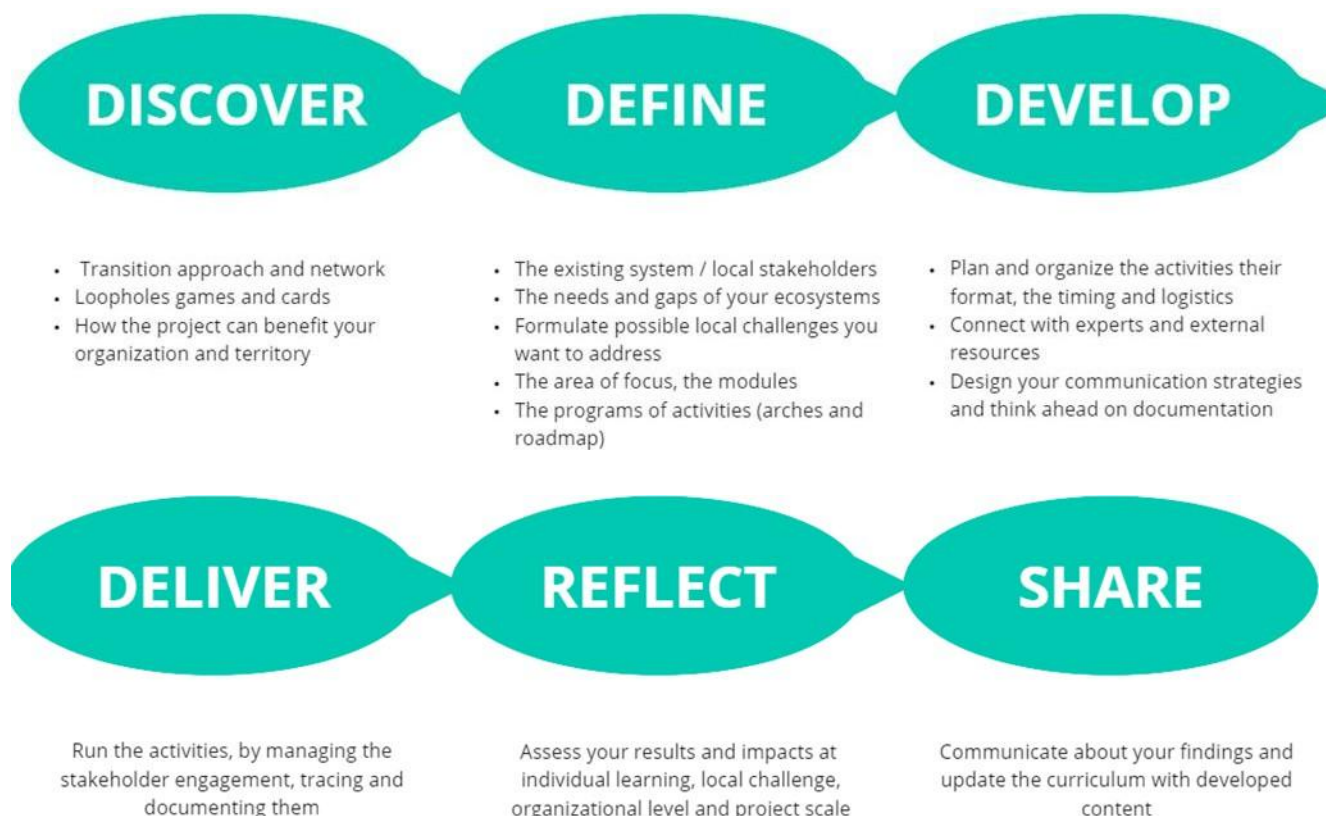 DISCOVER
DEFINE
DEVELOP
• Transition approach and network
• Loopholes games and cards
• How the project can benefit your
organization and territory
• The existing system / local stakeholders
• The needs and gaps of your ecosystems
• Formulate possible local challenges you
want to address
• The area of focus, the modules
• The programs of activities (arches and
roadmap)
• Plan and organize the activities their
format, the timing and logistics
• Connect with experts and external
resources
• Design your communication strategies
and think ahead on documentation
DELIVER
REFLECT
SHARE
Run the activities, by managing the
stakeholder engagement, tracing and
documenting them
Assess your results and impacts at
individual learning, local challenge,
organizational level and project scale
Communicate about your findings and
update the curriculum with developed
content